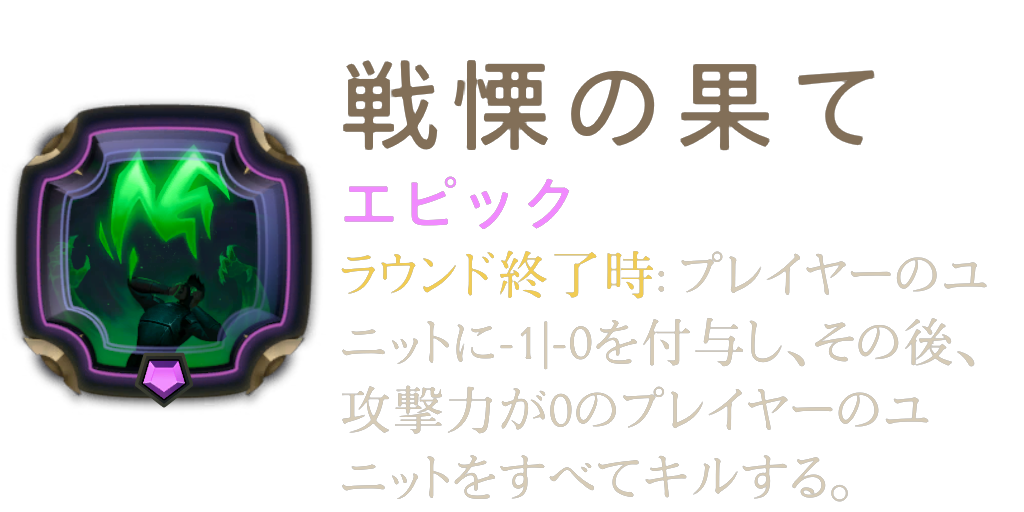 戦慄の果て
エピック
ラウンド終了時: プレイヤーのユ
ニットに-1|-0を付与し、その後、
攻撃力が0のプレイヤーのユ
ニットをすべてキルする。